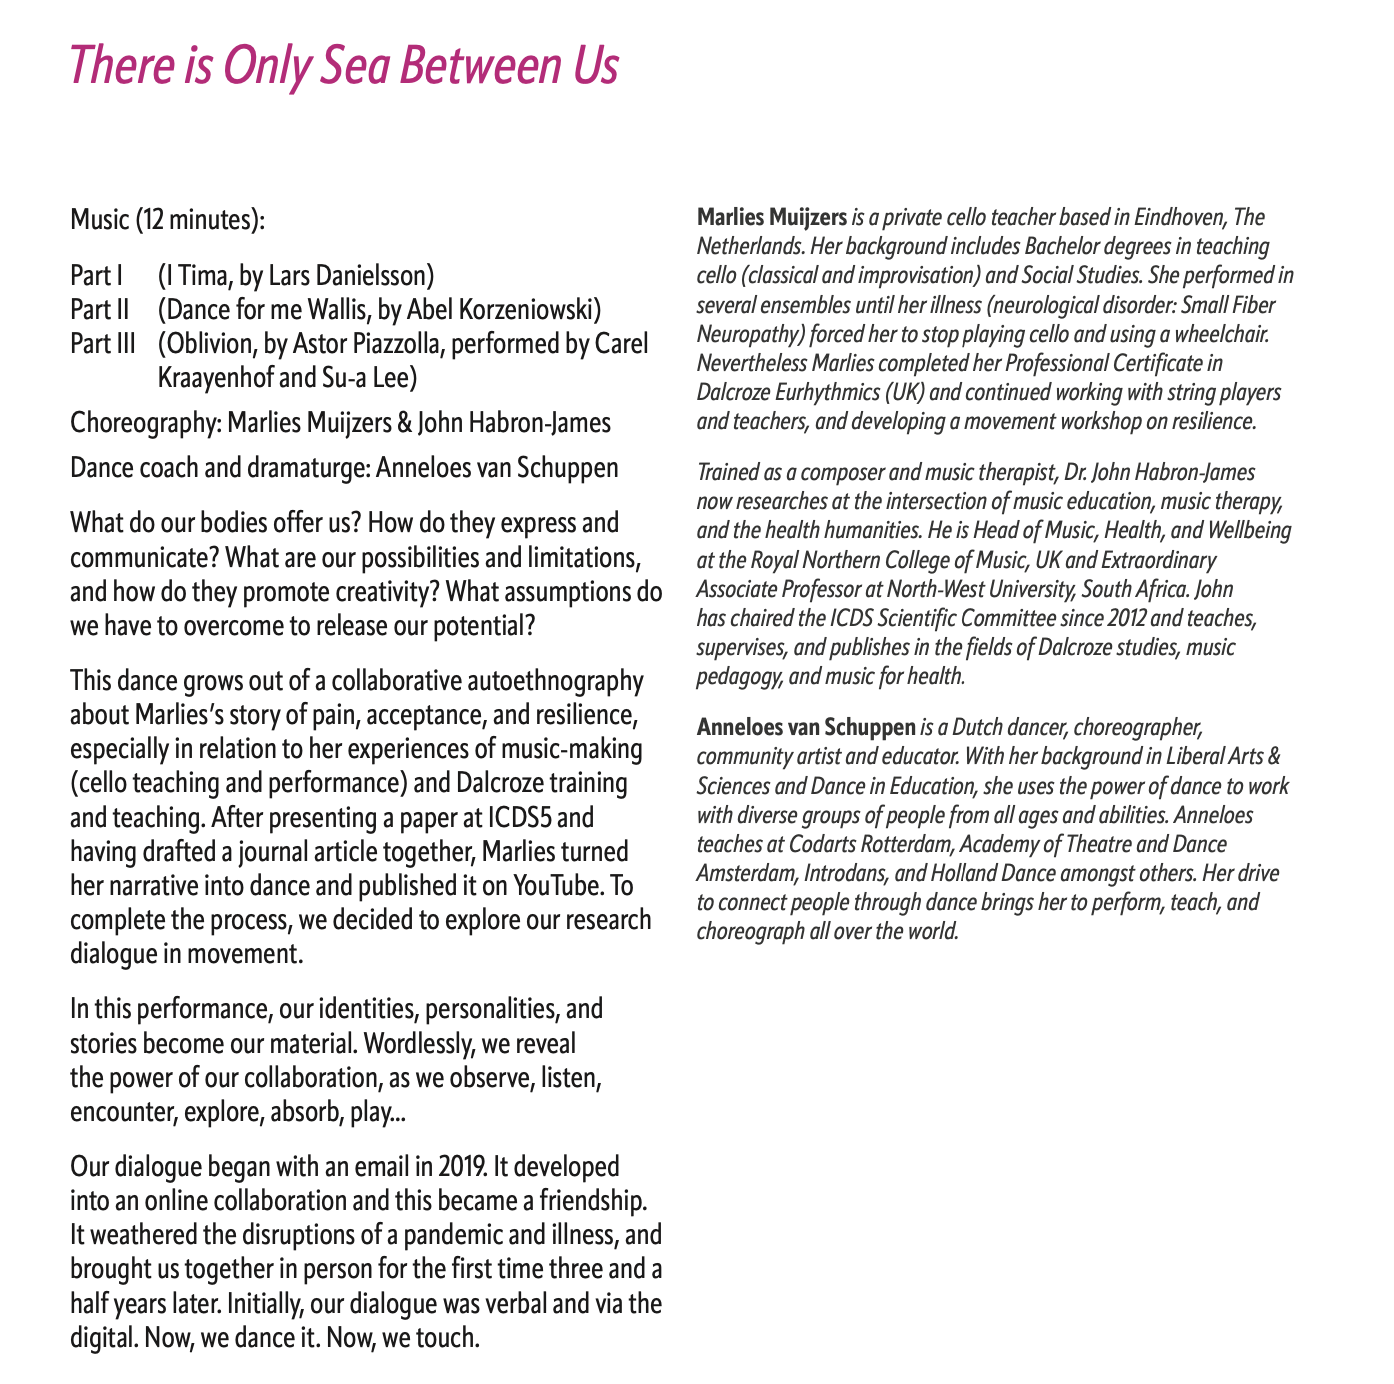 There is Only Sea Between Us
Music (12 minutes):
Part I (I Tima, by Lars Danielsson)
Part II (Dance for me Wallis, by Abel Korzeniowski)
Part III (Oblivion, by Astor Piazzolla, performed by Carel
Kraayenhof and Su-a Lee)
Choreography: Marlies Muijzers & John Habron-James
Dance coach and dramaturge: Anneloes van Schuppen
What do our bodies offer us? How do they express and
communicate? What are our possibilities and limitations,
and how do they promote creativity? What assumptions do
we have to overcome to release our potential?
This dance grows out of a collaborative autoethnography
about Marlies’s story of pain, acceptance, and resilience,
especially in relation to her experiences of music-making
(cello teaching and performance) and Dalcroze training
and teaching. After presenting a paper at ICDS5 and
having drafted a journal article together, Marlies turned
her narrative into dance and published it on YouTube. To
complete the process, we decided to explore our research
dialogue in movement.
In this performance, our identities, personalities, and
stories become our material. Wordlessly, we reveal
the power of our collaboration, as we observe, listen,
encounter, explore, absorb, play...
Our dialogue began with an email in 2019. It developed
into an online collaboration and this became a friendship.
It weathered the disruptions of a pandemic and illness, and
brought us together in person for the first time three and a
half years later. Initially, our dialogue was verbal and via the
digital. Now, we dance it. Now, we touch.
Marlies Muijzers is a private cello teacher based in Eindhoven, The
Netherlands. Her background includes Bachelor degrees in teaching
cello (classical and improvisation) and Social Studies. She performed in
several ensembles until her illness (neurological disorder: Small Fiber
Neuropathy) forced her to stop playing cello and using a wheelchair.
Nevertheless Marlies completed her Professional Certificate in
Dalcroze Eurhythmics (UK) and continued working with string players
and teachers, and developing a movement workshop on resilience.
Trained as a composer and music therapist, Dr. John Habron-James
now researches at the intersection of music education, music therapy,
and the health humanities. He is Head of Music, Health, and Wellbeing
at the Royal Northern College of Music, UK and Extraordinary
Associate Professor at North-West University, South Africa. John
has chaired the ICDS Scientific Committee since 2012 and teaches,
supervises, and publishes in the fields of Dalcroze studies, music
pedagogy, and music for health.
Anneloes van Schuppen is a Dutch dancer, choreographer,
community artist and educator. With her background in Liberal Arts &
Sciences and Dance in Education, she uses the power of dance to work
with diverse groups of people from all ages and abilities. Anneloes
teaches at Codarts Rotterdam, Academy of Theatre and Dance
Amsterdam, Introdans, and Holland Dance amongst others. Her drive
to connect people through dance brings her to perform, teach, and
choreograph all over the world.